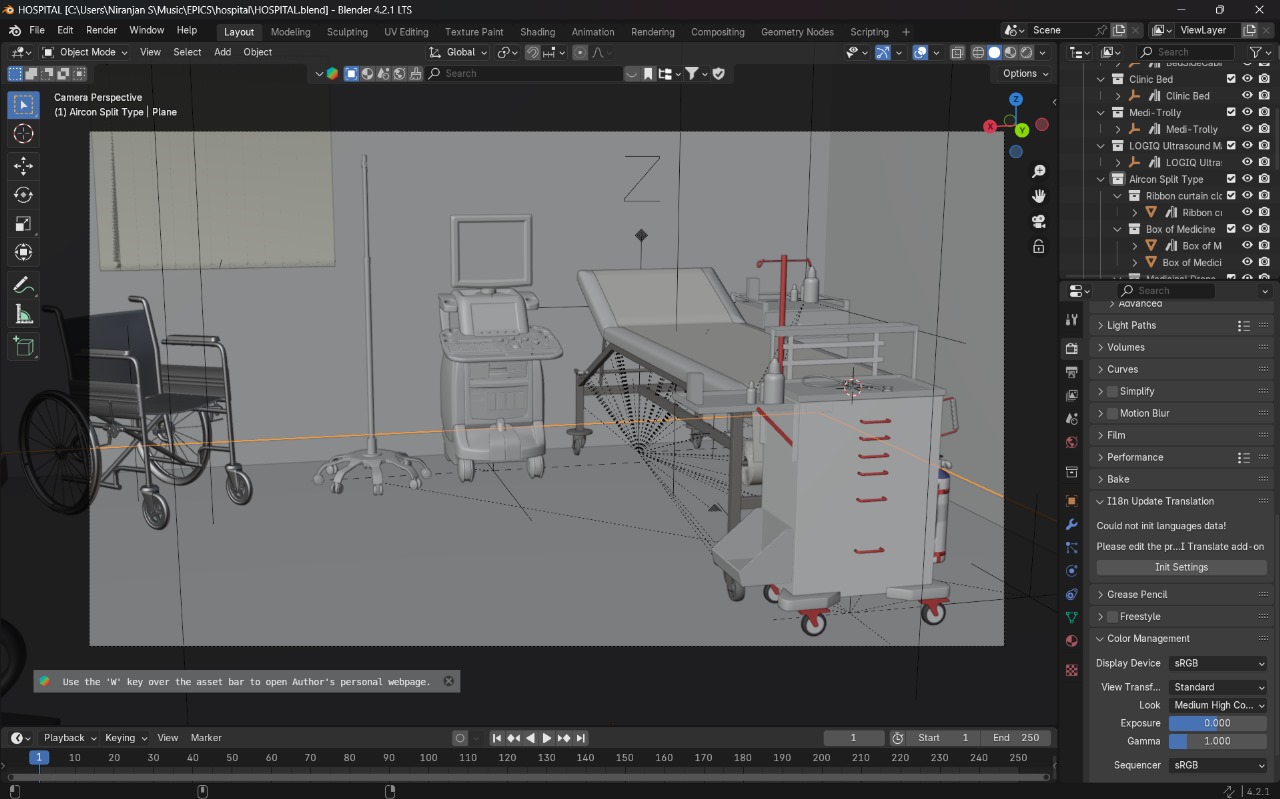 HOSPITAL [C:\Users\Niranjan S\Music\EPICS\hospital\HOSPITAL.blend] - Blender 4.2.1 LTS
File Edit Render Window Help Layout Modeling Sculpting UV Editing Texture Paint Shading Animation Rendering Compositing Geometry Nodes Scripting + Scene ViewLayer
Object Mode View Select Add Object Global Search
Search Options
Camera Perspective
(1) Aircon Split Type | Plane
Z
X
Y
Z
Clinic Bed
Clinic Bed
Medi-Trolly
Medi-Trolly
LOGIQ Ultrasound M
LOGIQ Ultra
Aircon Split Type
Ribbon curtain clo
Ribbon cu
Box of Medicine
Box of M
Box of Medici
Search
Advanced
Light Paths
Volumes
Curves
Simplify
Motion Blur
Film
Performance
Bake
I18n Update Translation
Could not init languages data!
Please edit the pr...I Translate add-on
Init Settings
Grease Pencil
Freestyle
Color Management
Display Device sRGB
View Transf... Standard
Look Medium High Co...
Exposure 0.000
Gamma 1.000
Sequencer sRGB
Use the 'W' key over the asset bar to open Author's personal webpage.
Playback Keying View Marker 1 Start 1 End 250
1 10 20 30 40 50 60 70 80 90 100 110 120 130 140 150 160 170 180 190 200 210 220 230 240 250
4.2.1